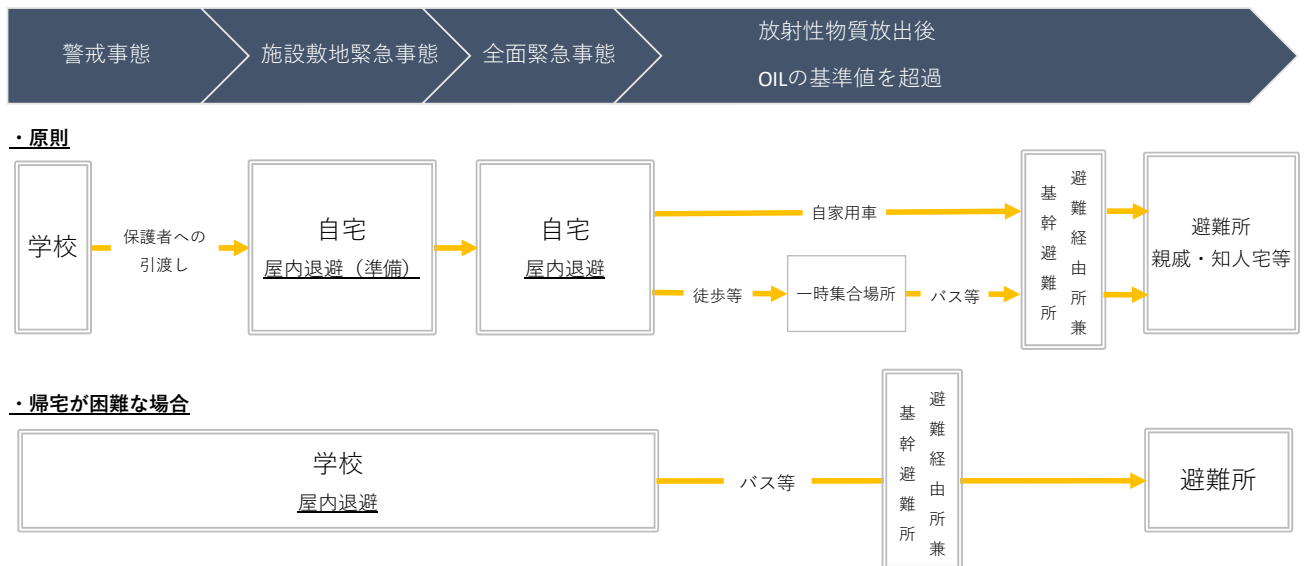 警戒事態
施設敷地緊急事態
全面緊急事態
放射性物質放出後
OILの基準値を超過
・原則
学校
保護者への
引渡し
自宅
屋内退避（準備）
自宅
屋内退避
自家用車
徒歩等
一時集合場所
バス等
避難経由所兼
基幹避難所
避難所
親戚・知人宅等
・帰宅が困難な場合
学校
屋内退避
バス等
避難経由所兼
基幹避難所
避難所